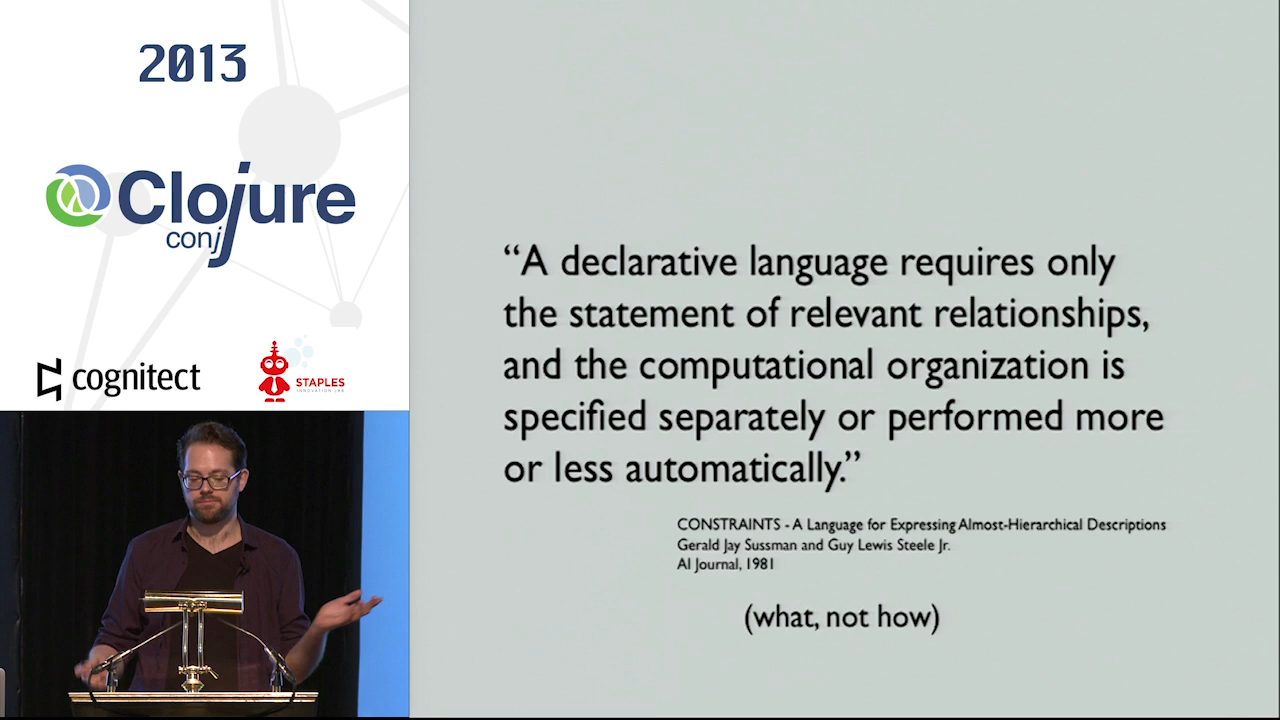 2013
Clojure
conj
cognitect
STAPLES
INNOVATION LAB
“A declarative language requires only
the statement of relevant relationships,
and the computational organization is
specified separately or performed more
or less automatically.”
CONSTRAINTS - A Language for Expressing Almost-Hierarchical Descriptions
Gerald Jay Sussman and Guy Lewis Steele Jr.
AI Journal, 1981
(what, not how)